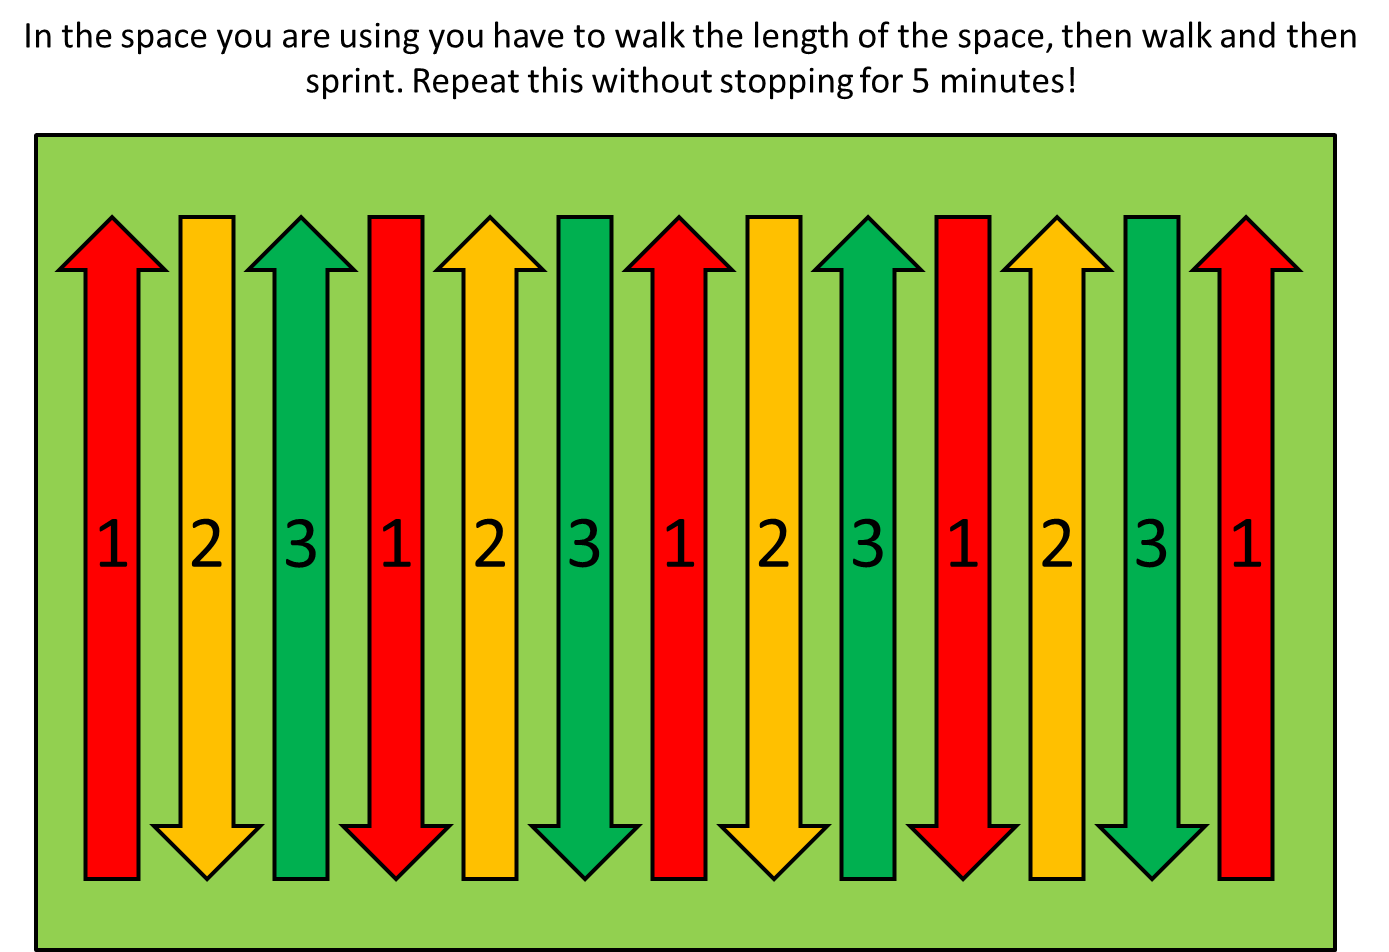 In the space you are using you have to walk the length of the space, then walk and then
sprint. Repeat this without stopping for 5 minutes!
1 2 3 1 2 3 1 2 3 1 2 3 1